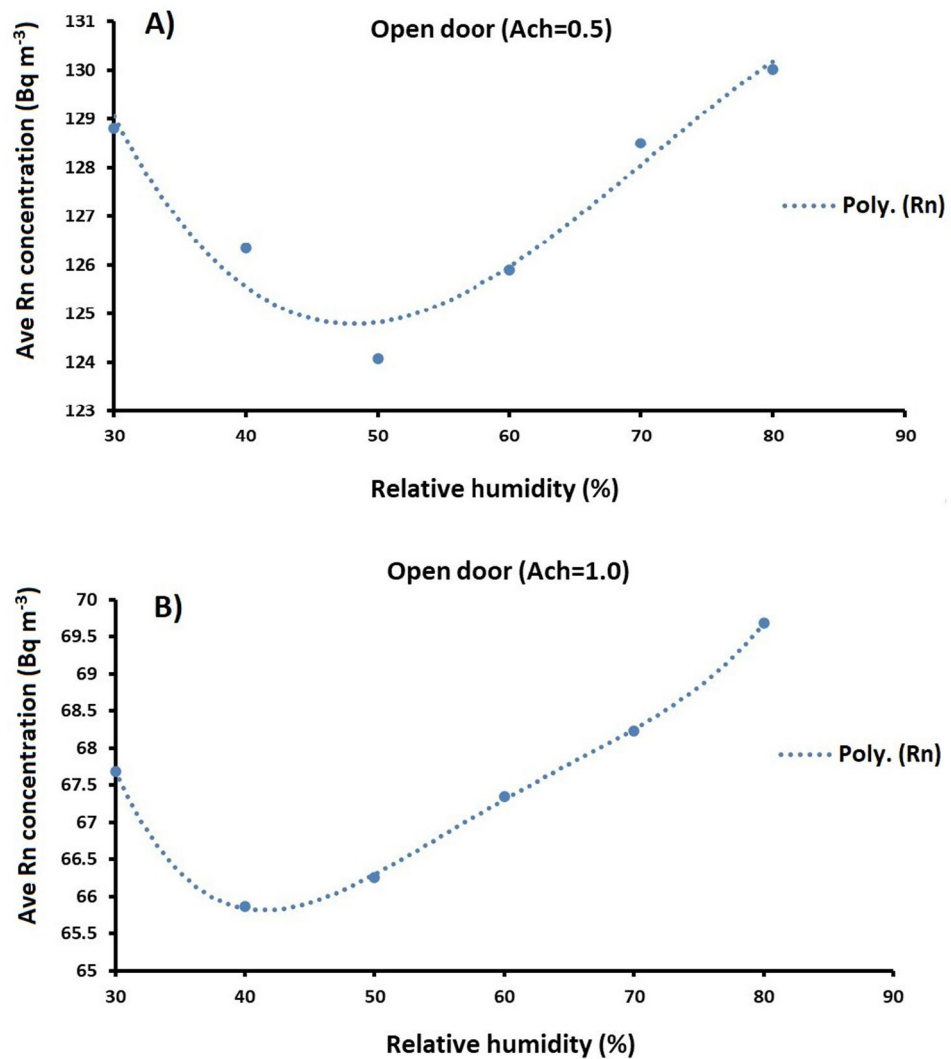 A)
Open door (Ach=0.5)
Ave Rn concentration (Bq m⁻³)
131
130
129
128
127
126
125
124
123
30 40 50 60 70 80 90
Relative humidity (%)
Poly. (Rn)
Open door (Ach=1.0)
B)
Ave Rn concentration (Bq m⁻³)
70
69.5
69
68.5
68
67.5
67
66.5
66
65.5
65
30 40 50 60 70 80 90
Relative humidity (%)
Poly. (Rn)